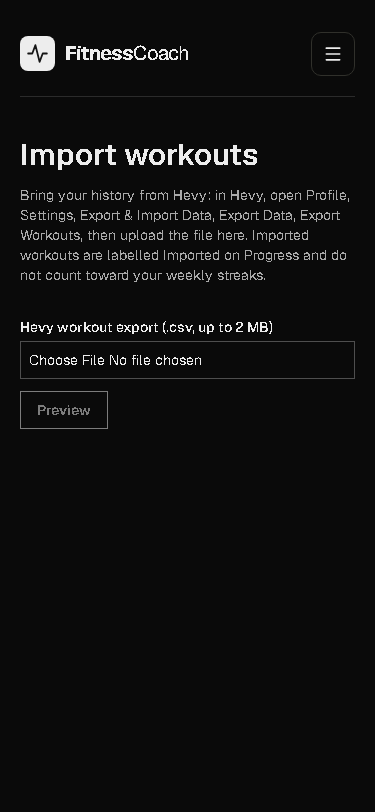 FitnessCoach
Import workouts
Bring your history from Hevy: in Hevy, open Profile,
Settings, Export & Import Data, Export Data, Export
Workouts, then upload the file here. Imported
workouts are labelled Imported on Progress and do
not count toward your weekly streaks.
Hevy workout export (.csv, up to 2 MB)
Choose File No file chosen
Preview